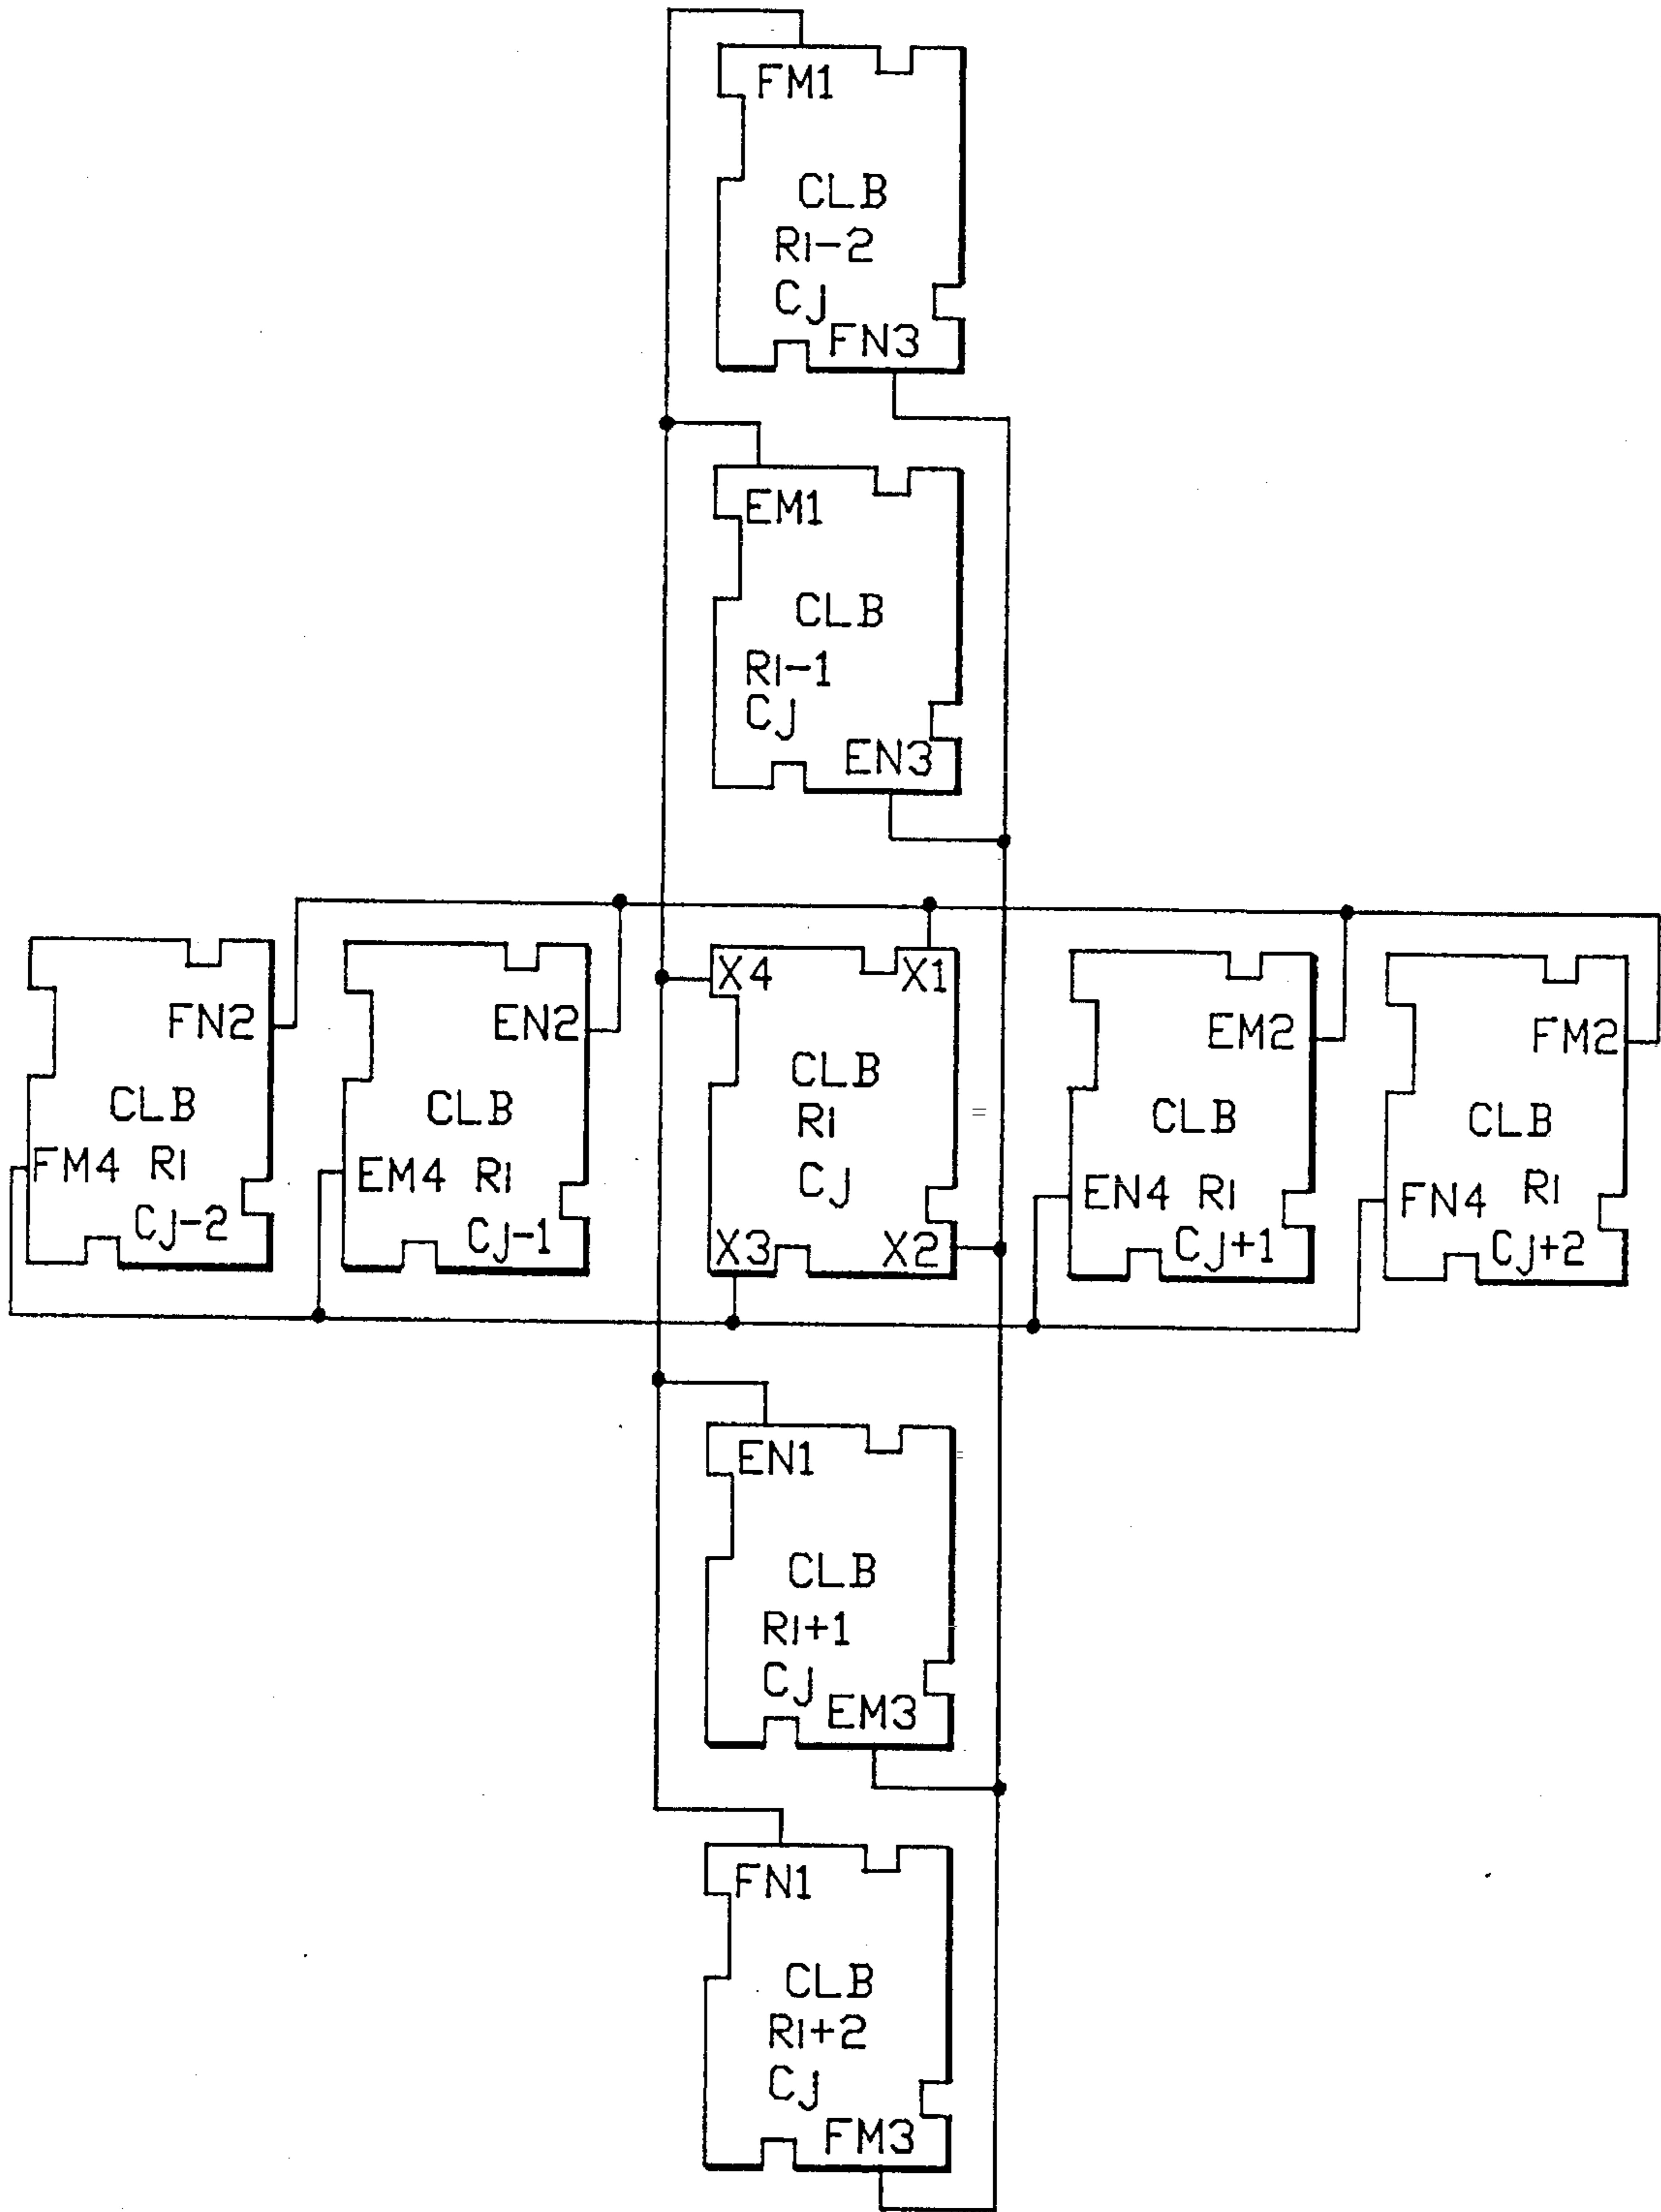 FM1
CLB
Ri-2
Cj
FN3
EM1
CLB
Ri-1
Cj
EN3
FN2
CLB
FM4 Ri
Cj-2
EN2
CLB
EM4 Ri
Cj-1
X4 X1
CLB
Ri
Cj
X3 X2
EM2
CLB
EN4 Ri
Cj+1
FM2
CLB
FN4 Ri
Cj+2
EN1
CLB
Ri+1
Cj
EM3
FN1
CLB
Ri+2
Cj
FM3